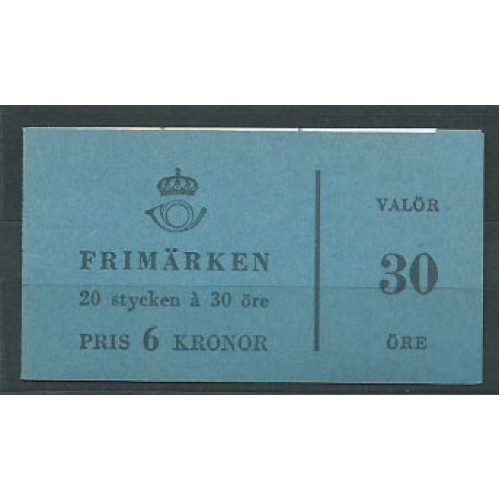 FRIMÄRKEN
20 stycken à 30 öre
PRIS 6 KRONOR
VALÖR
30
ÖRE